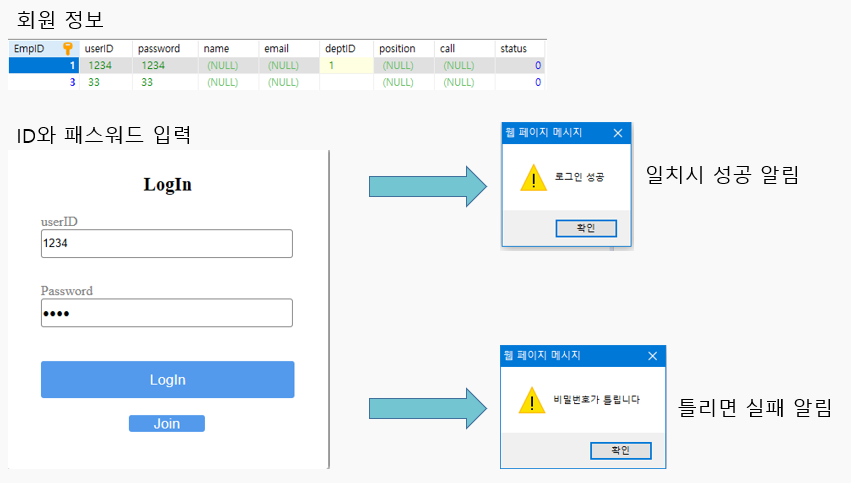 회원 정보
EmpID userID password name email deptID position call status
1 1234 1234 (NULL) (NULL) 1 (NULL) (NULL) 0
3 33 33 (NULL) (NULL) (NULL) (NULL) 0
ID와 패스워드 입력
LogIn
userID
1234
Password
••••
LogIn
Join
웹 페이지 메시지
로그인 성공
확인
일치시 성공 알림
웹 페이지 메시지
비밀번호가 틀립니다
확인
틀리면 실패 알림